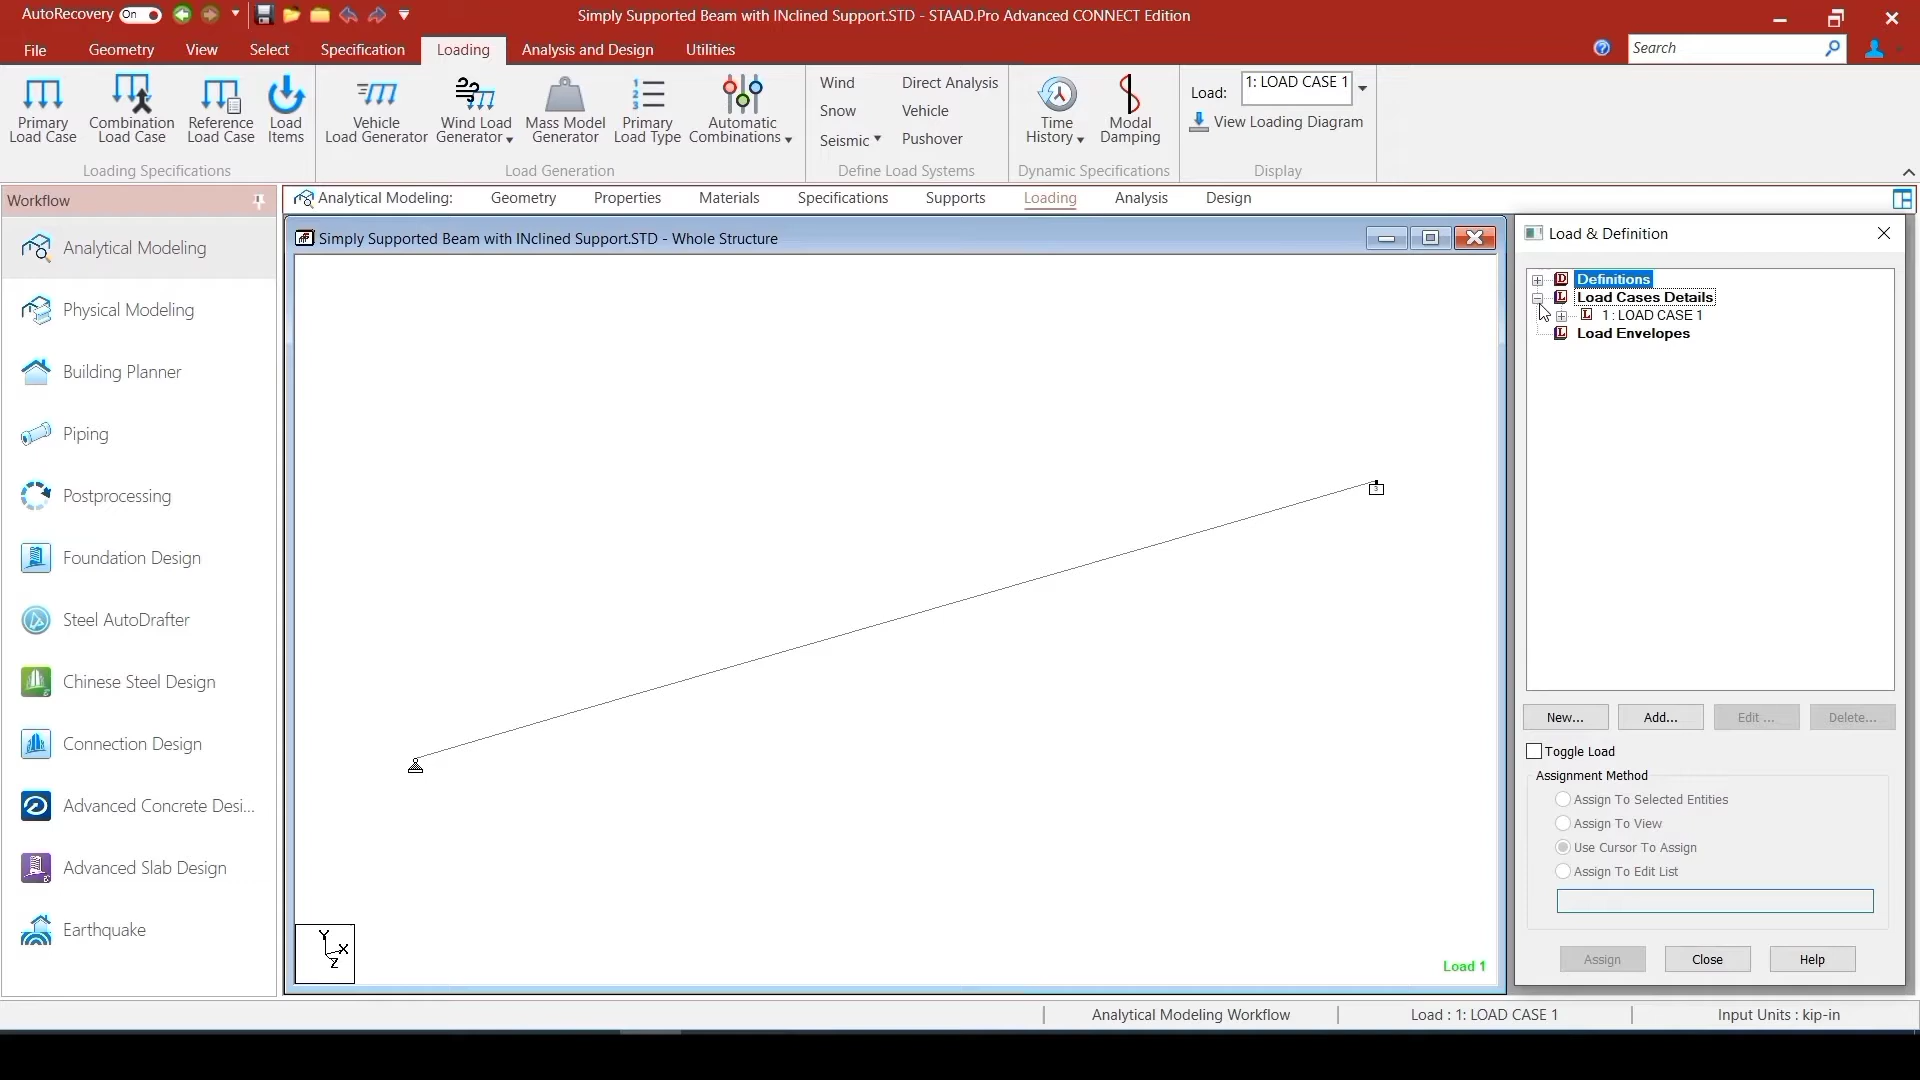 AutoRecovery On
Simply Supported Beam with INclined Support.STD - STAAD.Pro Advanced CONNECT Edition
File Geometry View Select Specification Loading Analysis and Design Utilities
Search
Primary Load Case
Combination Load Case
Reference Load Case
Load Items
Loading Specifications
Vehicle Load Generator
Wind Load Generator
Mass Model Generator
Primary Load Type
Automatic Combinations
Load Generation
Wind
Snow
Seismic
Direct Analysis
Vehicle
Pushover
Define Load Systems
Time History
Modal Damping
Dynamic Specifications
Load: 1: LOAD CASE 1
View Loading Diagram
Display
Workflow
Analytical Modeling
Physical Modeling
Building Planner
Piping
Postprocessing
Foundation Design
Steel AutoDrafter
Chinese Steel Design
Connection Design
Advanced Concrete Desi...
Advanced Slab Design
Earthquake
Analytical Modeling: Geometry Properties Materials Specifications Supports Loading Analysis Design
Simply Supported Beam with INclined Support.STD - Whole Structure
Y
X
Z
Load 1
Load & Definition
D Definitions
L Load Cases Details
L 1 : LOAD CASE 1
L Load Envelopes
New... Add... Edit ... Delete...
Toggle Load
Assignment Method
Assign To Selected Entities
Assign To View
Use Cursor To Assign
Assign To Edit List
Assign Close Help
Analytical Modeling Workflow Load : 1: LOAD CASE 1 Input Units : kip-in